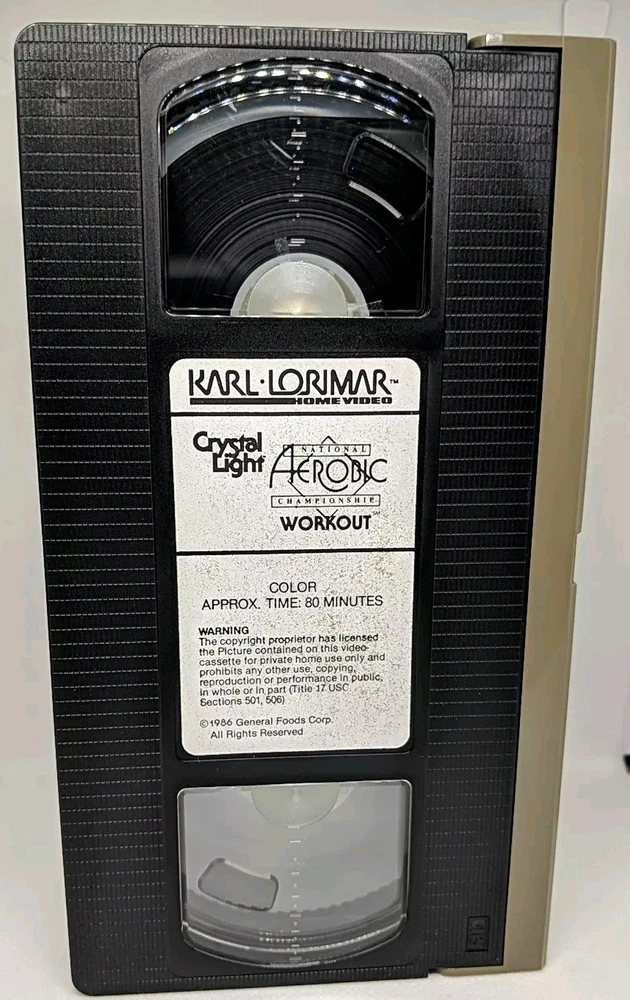 KARL·LORIMAR™
HOME VIDEO
Crystal Light
NATIONAL
AEROBIC
CHAMPIONSHIP
WORKOUT℠
COLOR
APPROX. TIME: 80 MINUTES
WARNING
The copyright proprietor has licensed
the Picture contained on this video-
cassette for private home use only and
prohibits any other use, copying,
reproduction or performance in public,
in whole or in part (Title 17 USC
Sections 501, 506)
©1986 General Foods Corp.
All Rights Reserved